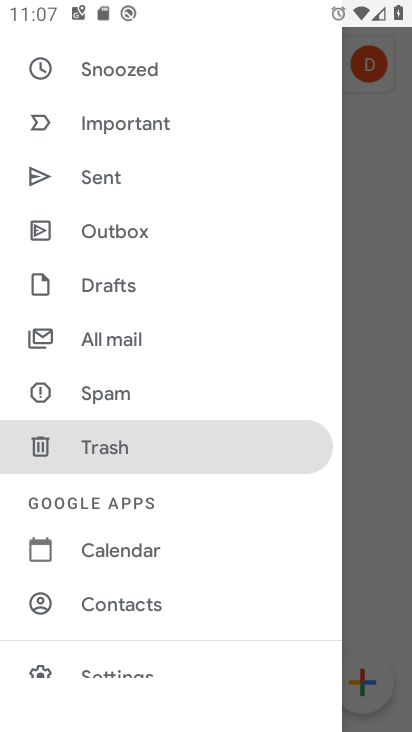 11:07
D
Snoozed
Important
Sent
Outbox
Drafts
All mail
Spam
Trash
GOOGLE APPS
Calendar
Contacts
Settings